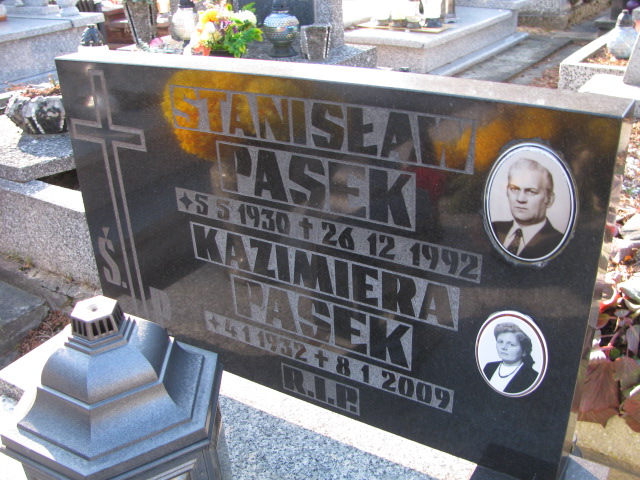 STANISŁAW
PASEK
✦5 5 1930 ✝ 26 12 1992
KAZIMIERA
PASEK
✦4 1 1932 ✝ 8 1 2009
R.I.P.
Ś.